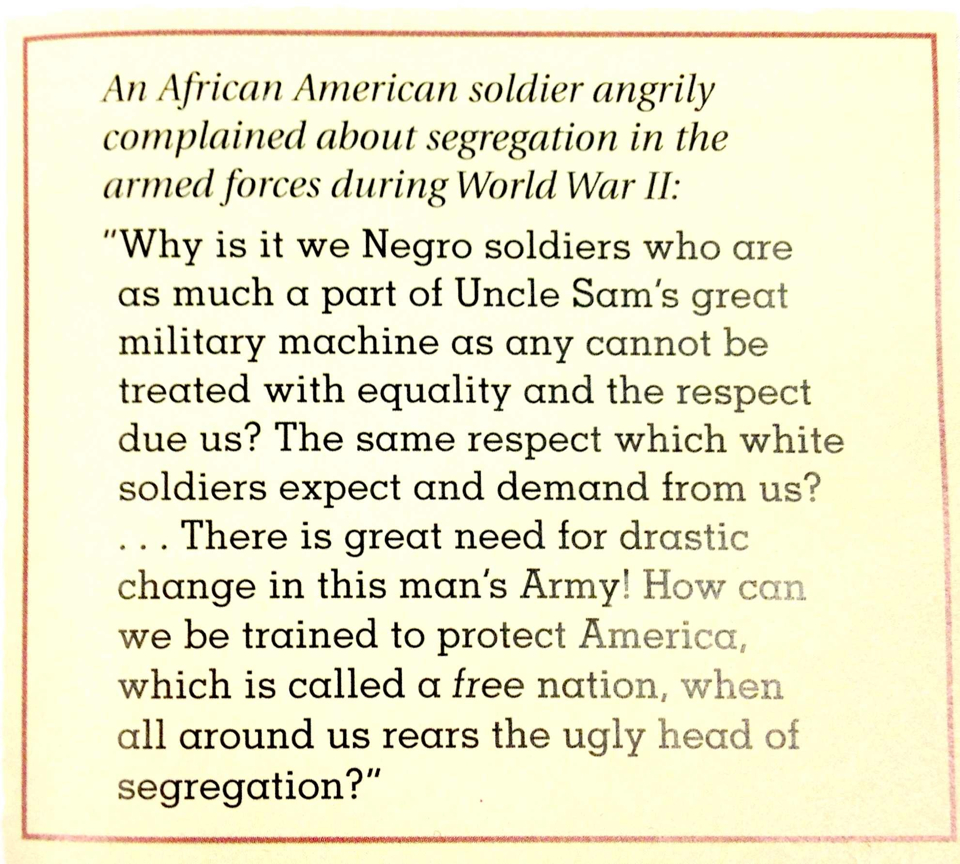 An African American soldier angrily
complained about segregation in the
armed forces during World War II:
"Why is it we Negro soldiers who are
as much a part of Uncle Sam's great
military machine as any cannot be
treated with equality and the respect
due us? The same respect which white
soldiers expect and demand from us?
. . . There is great need for drastic
change in this man's Army! How can
we be trained to protect America,
which is called a free nation, when
all around us rears the ugly head of
segregation?"